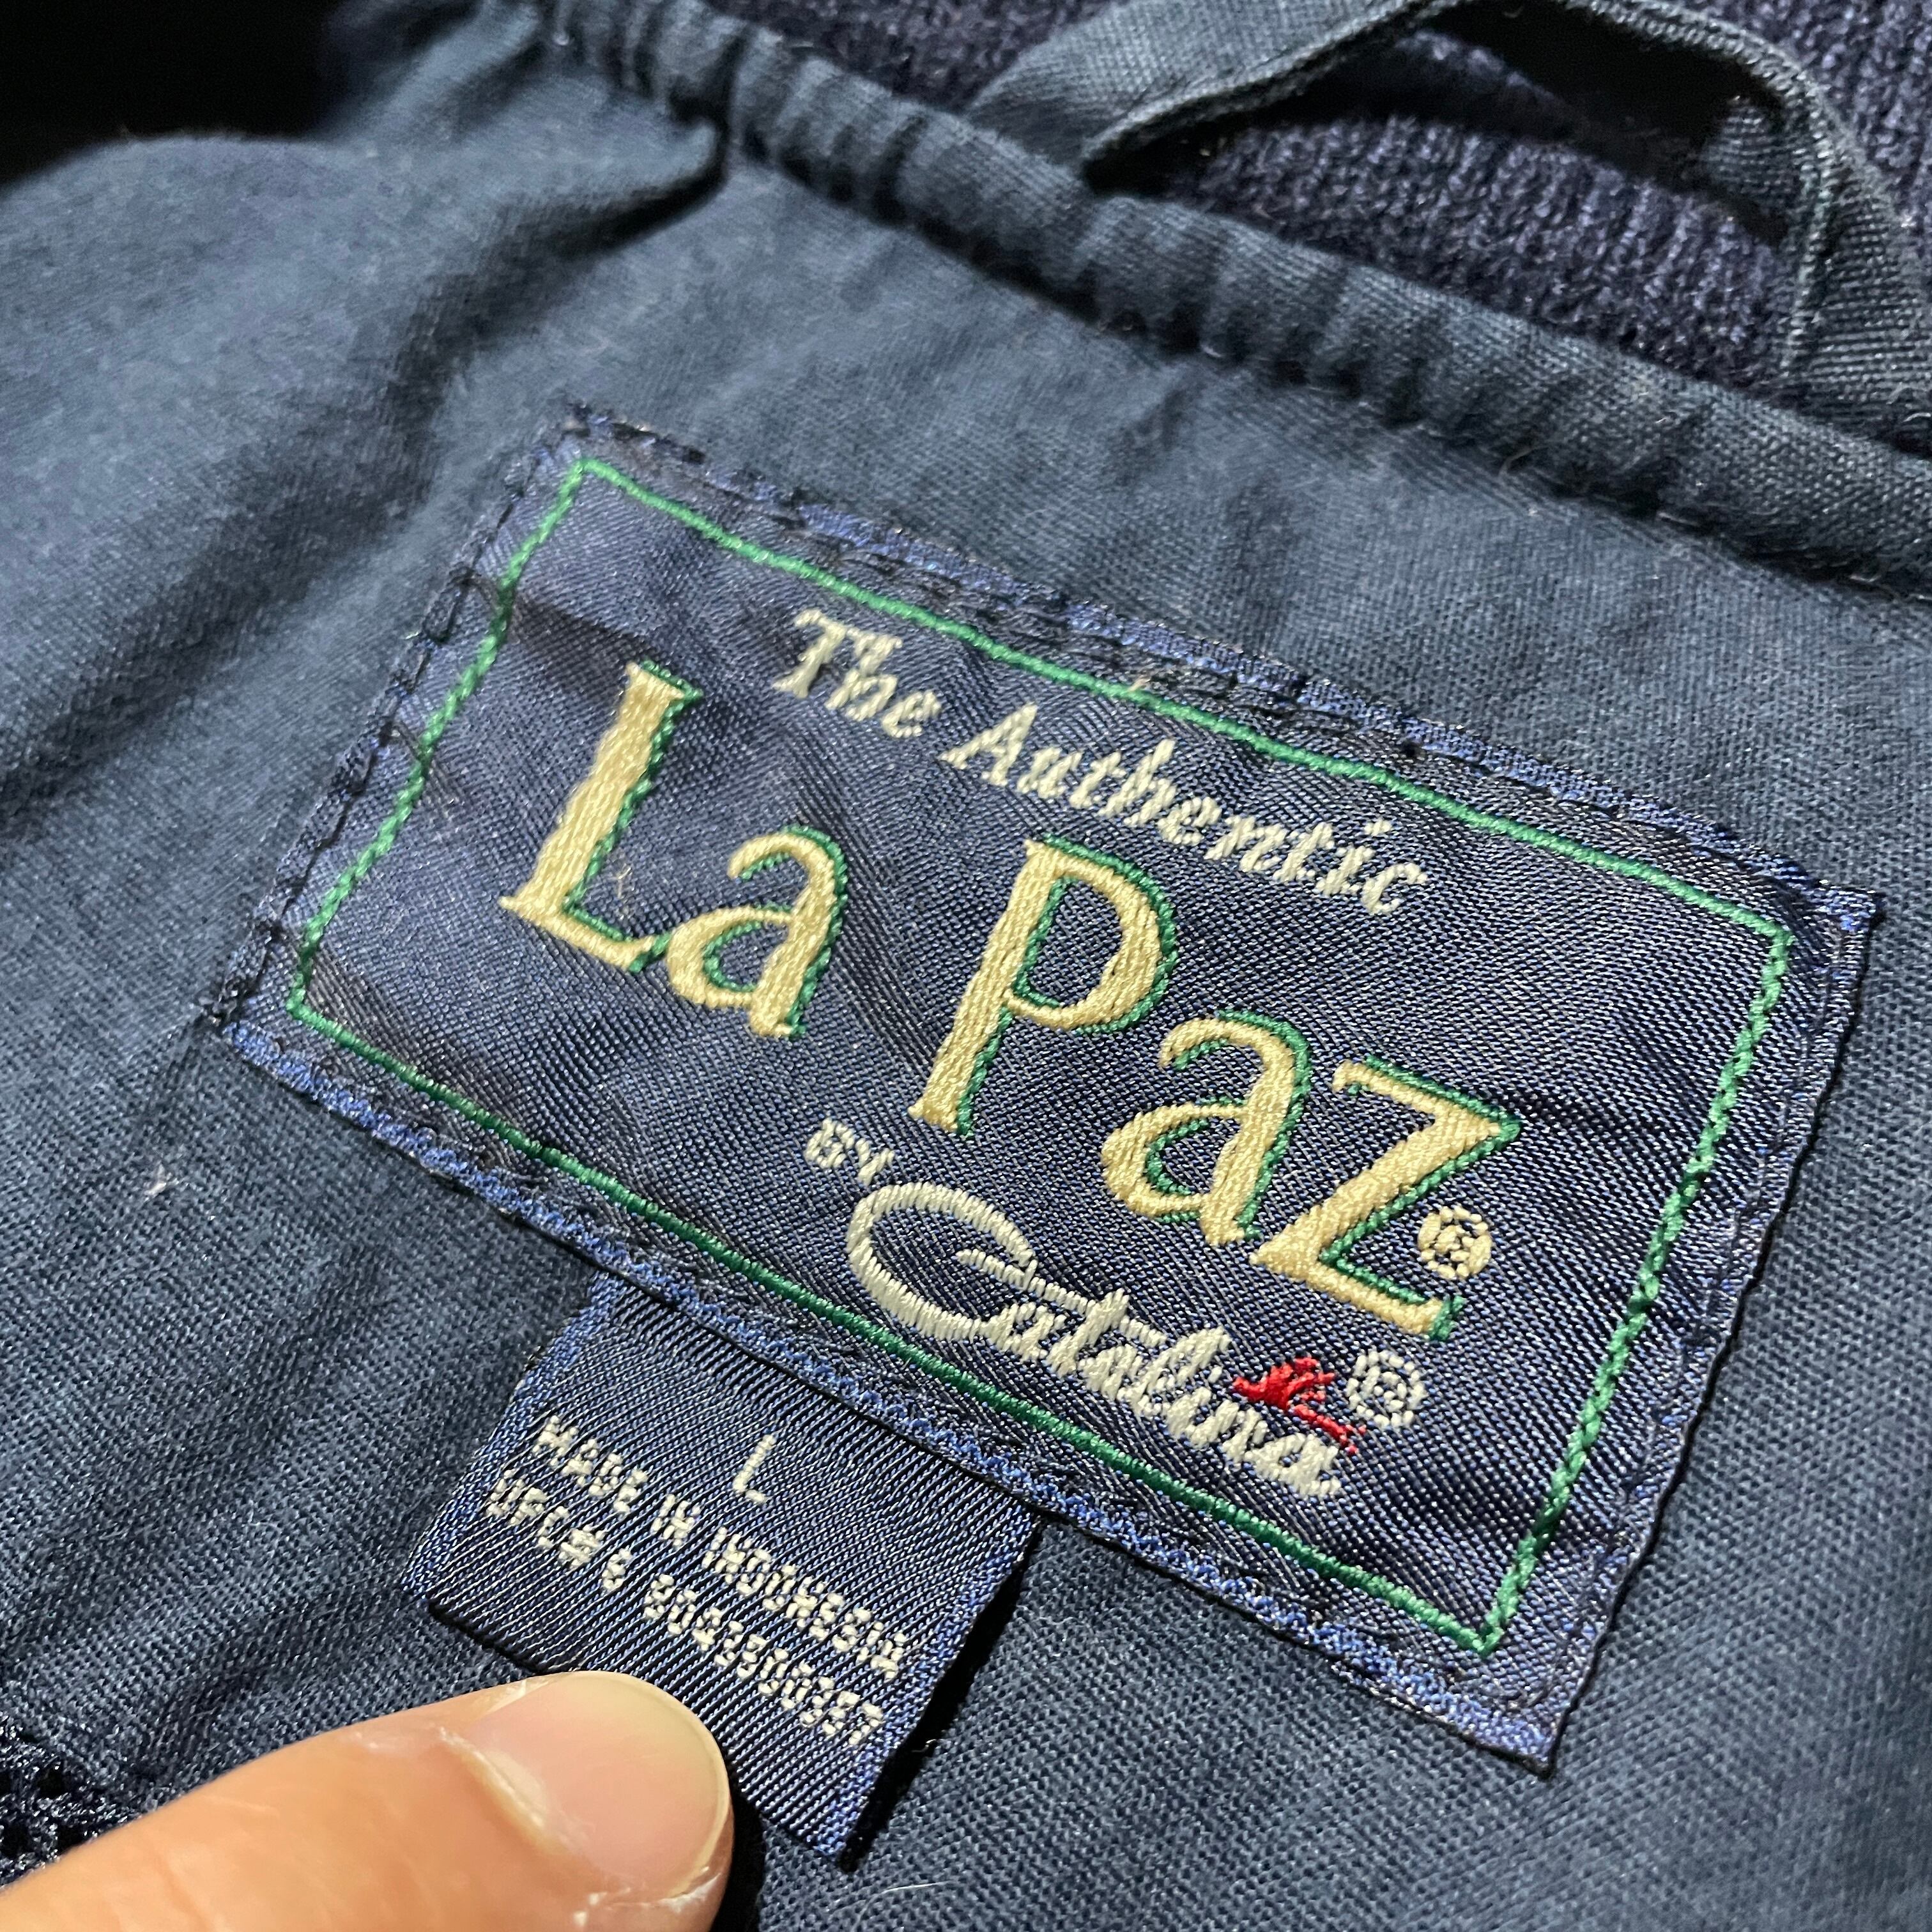 The Authentic
La Paz®
BY Catalina®
L
MADE IN INDONESIA